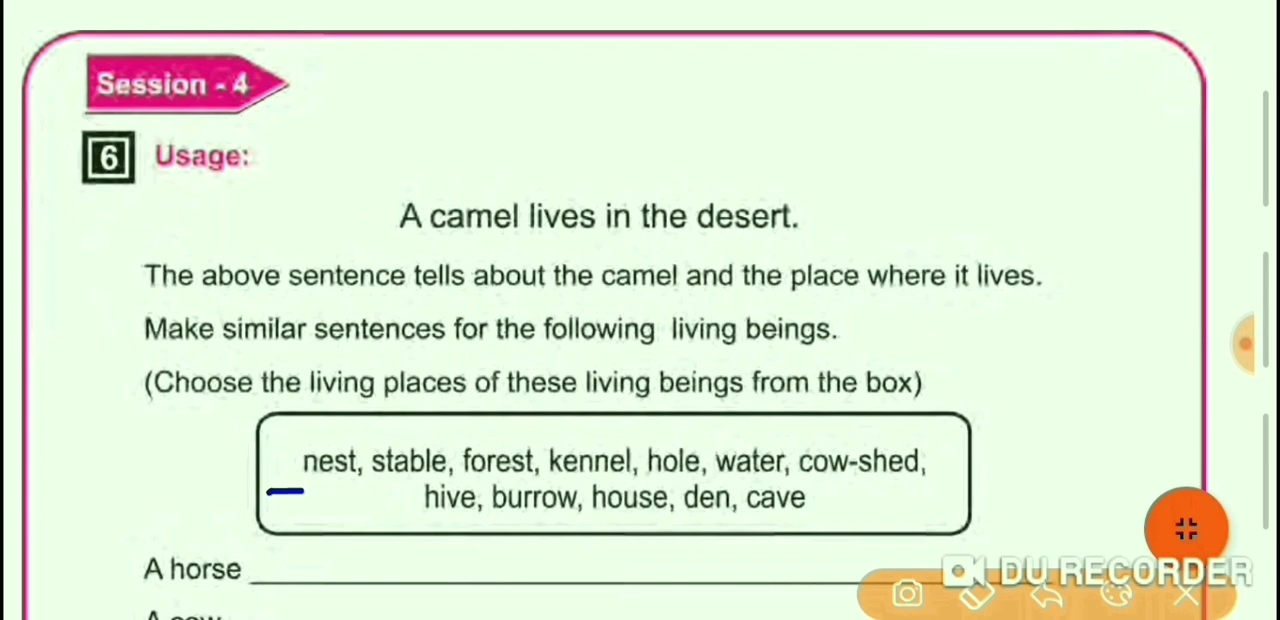 Session - 4
6 Usage:
A camel lives in the desert.
The above sentence tells about the camel and the place where it lives.
Make similar sentences for the following living beings.
(Choose the living places of these living beings from the box)
nest, stable, forest, kennel, hole, water, cow-shed,
hive, burrow, house, den, cave
A horse
DU RECORDER
A cow